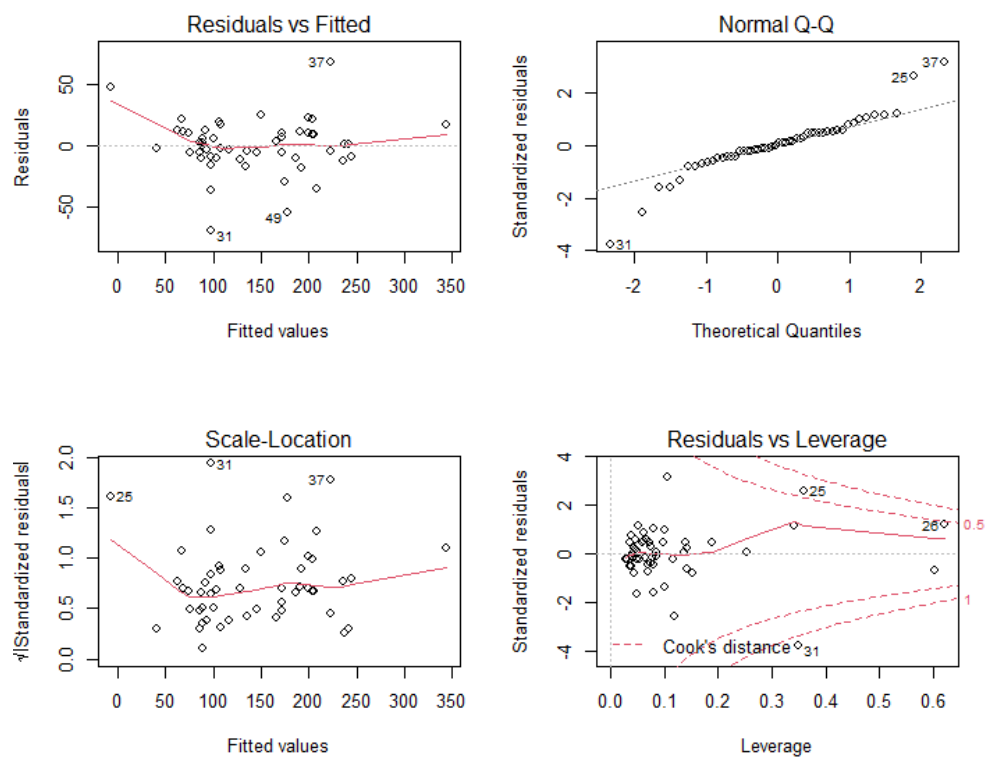 Residuals vs Fitted
Residuals
50
0
-50
37
49
31
0 50 100 150 200 250 300 350
Fitted values
Normal Q-Q
Standardized residuals
2
0
-2
-4
37
25
31
-2 -1 0 1 2
Theoretical Quantiles
Scale-Location
√|Standardized residuals|
2.0
1.5
1.0
0.5
0.0
31
37
25
0 50 100 150 200 250 300 350
Fitted values
Residuals vs Leverage
Standardized residuals
4
2
0
-2
-4
25
26
0.5
1
Cook's distance
31
0.0 0.1 0.2 0.3 0.4 0.5 0.6
Leverage